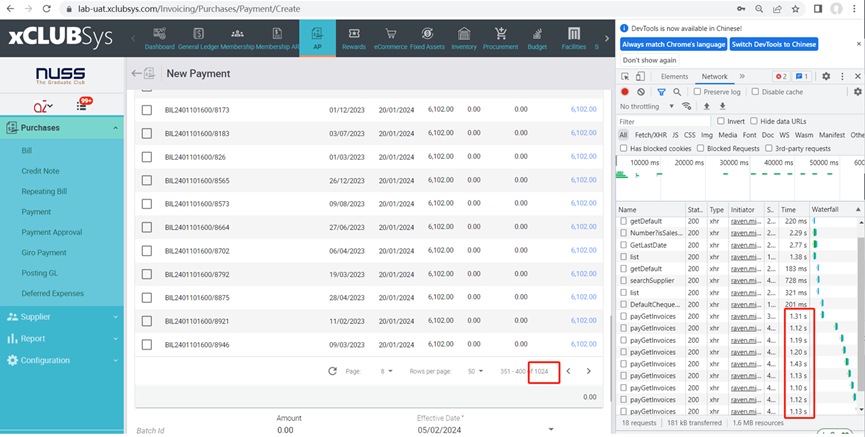 lab-uat.xclubsys.com/Invoicing/Purchases/Payment/Create
xCLUBSys
Dashboard
General Ledger
Membership
Membership AR
AP
Rewards
eCommerce
Fixed Assets
Inventory
Procurement
Budget
Facilities
S
NUSS
The Graduate Club
99+
Purchases
Bill
Credit Note
Repeating Bill
Payment
Payment Approval
Giro Payment
Posting GL
Deferred Expenses
Supplier
Report
Configuration
New Payment
BIL2401101600/8173 01/12/2023 20/01/2024 6,102.00 0.00 0.00 6,102.00
BIL2401101600/8183 03/07/2023 20/01/2024 6,102.00 0.00 0.00 6,102.00
BIL2401101600/826 01/03/2023 20/01/2024 6,102.00 0.00 0.00 6,102.00
BIL2401101600/8565 26/12/2023 20/01/2024 6,102.00 0.00 0.00 6,102.00
BIL2401101600/8573 09/08/2023 20/01/2024 6,102.00 0.00 0.00 6,102.00
BIL2401101600/8664 27/06/2023 20/01/2024 6,102.00 0.00 0.00 6,102.00
BIL2401101600/8702 06/04/2023 20/01/2024 6,102.00 0.00 0.00 6,102.00
BIL2401101600/8792 19/03/2023 20/01/2024 6,102.00 0.00 0.00 6,102.00
BIL2401101600/8875 28/04/2023 20/01/2024 6,102.00 0.00 0.00 6,102.00
BIL2401101600/8921 11/02/2023 20/01/2024 6,102.00 0.00 0.00 6,102.00
BIL2401101600/8946 09/03/2023 20/01/2024 6,102.00 0.00 0.00 6,102.00
Page: 8 Rows per page: 50 351 - 400 of 1024
0.00
Batch Id
Amount
0.00
Effective Date *
05/02/2024
DevTools is now available in Chinese!
Always match Chrome's language Switch DevTools to Chinese
Don't show again
Elements Network » 2 1
Preserve log Disable cache
No throttling
Filter Invert Hide data URLs
All Fetch/XHR JS CSS Img Media Font Doc WS Wasm Manifest Othe
Has blocked cookies Blocked Requests 3rd-party requests
10000 ms 20000 ms 30000 ms 40000 ms 50000 ms 60
Name Stat.. Type Initiator S.. Time Waterfall
getDefault 200 xhr raven.mi... 2... 220 ms
Number?isSales... 200 xhr raven.mi... 2... 2.29 s
GetLastDate 200 xhr raven.mi... 2... 2.77 s
list 200 xhr raven.mi... 2... 1.38 s
getDefault 200 xhr raven.mi... 2... 183 ms
searchSupplier 200 xhr raven.mi... 4... 728 ms
list 200 xhr raven.mi... 2... 321 ms
DefaultCheque... 200 xhr raven.mi... 1... 201 ms
payGetInvoices 200 xhr raven.mi... 4... 1.31 s
payGetInvoices 200 xhr raven.mi... 4... 1.12 s
payGetInvoices 200 xhr raven.mi... 4... 1.19 s
payGetInvoices 200 xhr raven.mi... 4... 1.20 s
payGetInvoices 200 xhr raven.mi... 4... 1.43 s
payGetInvoices 200 xhr raven.mi... 4... 1.13 s
payGetInvoices 200 xhr raven.mi... 4... 1.10 s
payGetInvoices 200 xhr raven.mi... 4... 1.12 s
payGetInvoices 200 xhr raven.mi... 4... 1.13 s
18 requests 181 kB transferred 1.6 MB resources